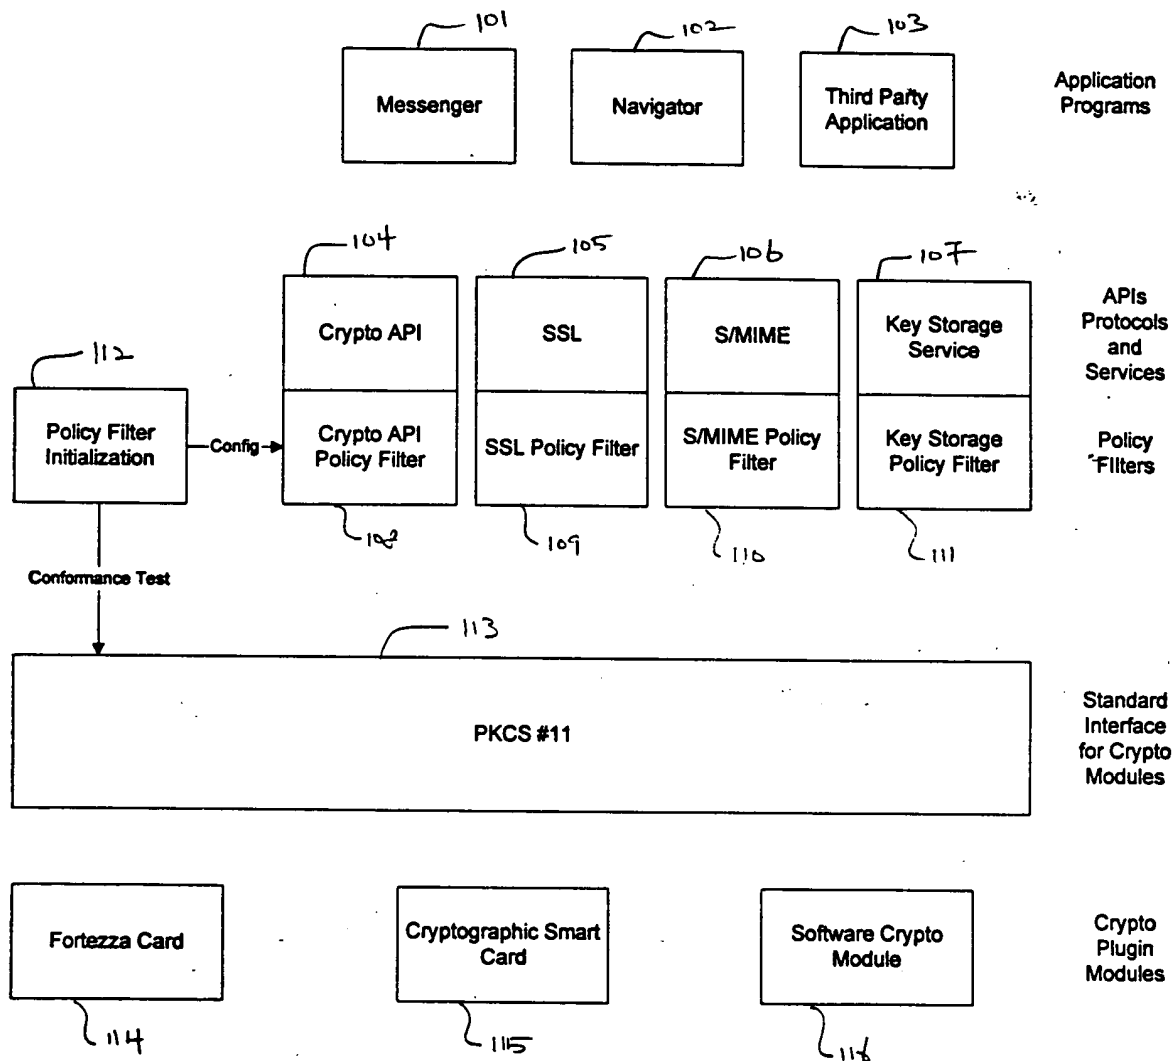 101
102
103
Messenger
Navigator
Third Party
Application
Application
Programs
104
105
106
107
Crypto API
SSL
S/MIME
Key Storage
Service
APIs
Protocols
and
Services
112
Policy Filter
Initialization
Config
Crypto API
Policy Filter
SSL Policy Filter
S/MIME Policy
Filter
Key Storage
Policy Filter
Policy
Filters
108
109
110
111
Conformance Test
113
PKCS #11
Standard
Interface
for Crypto
Modules
Fortezza Card
Cryptographic Smart
Card
Software Crypto
Module
Crypto
Plugin
Modules
114
115
116